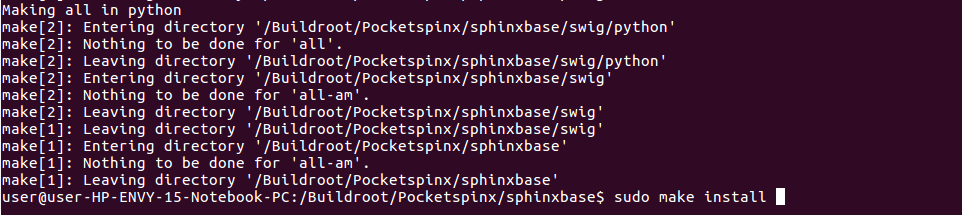 Making all in python
make[2]: Entering directory '/Buildroot/Pocketspinx/sphinxbase/swig/python'
make[2]: Nothing to be done for 'all'.
make[2]: Leaving directory '/Buildroot/Pocketspinx/sphinxbase/swig/python'
make[2]: Entering directory '/Buildroot/Pocketspinx/sphinxbase/swig'
make[2]: Nothing to be done for 'all-am'.
make[2]: Leaving directory '/Buildroot/Pocketspinx/sphinxbase/swig'
make[1]: Leaving directory '/Buildroot/Pocketspinx/sphinxbase/swig'
make[1]: Entering directory '/Buildroot/Pocketspinx/sphinxbase'
make[1]: Nothing to be done for 'all-am'.
make[1]: Leaving directory '/Buildroot/Pocketspinx/sphinxbase'
user@user-HP-ENVY-15-Notebook-PC:/Buildroot/Pocketspinx/sphinxbase$ sudo make install